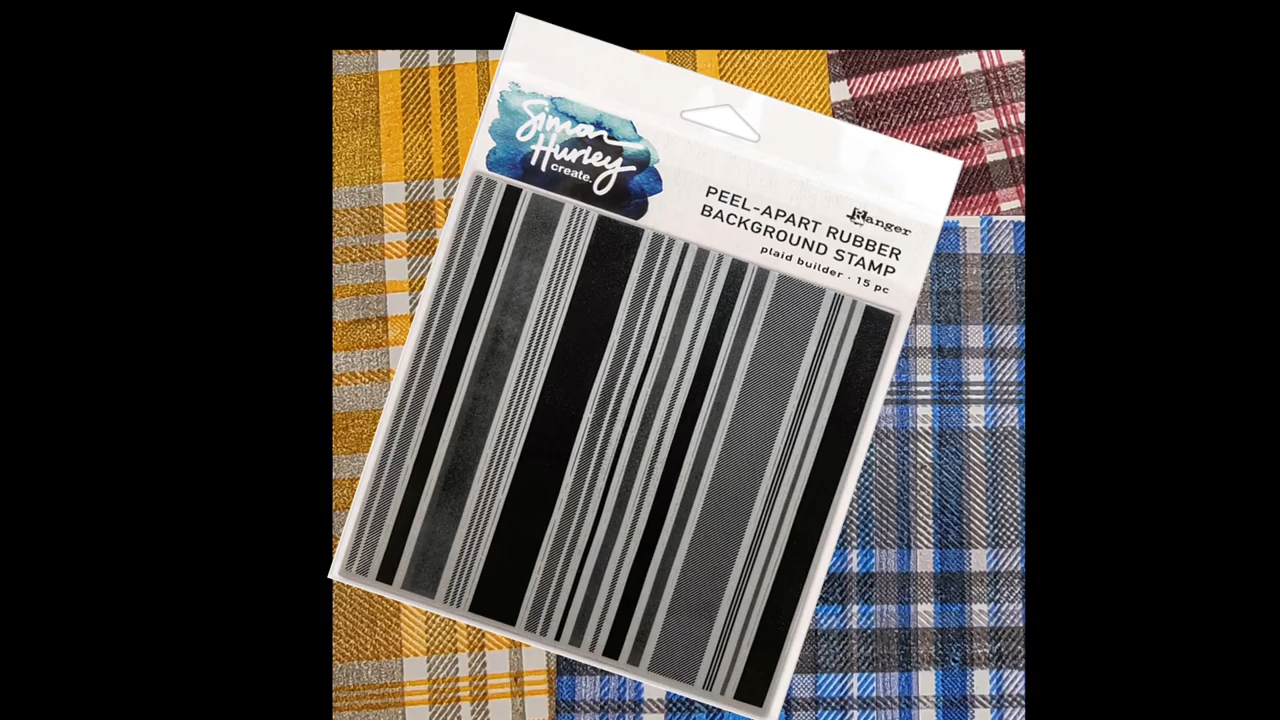 Simon
Hurley
create.
Ranger
PEEL-APART RUBBER
BACKGROUND STAMP
plaid builder · 15 pc